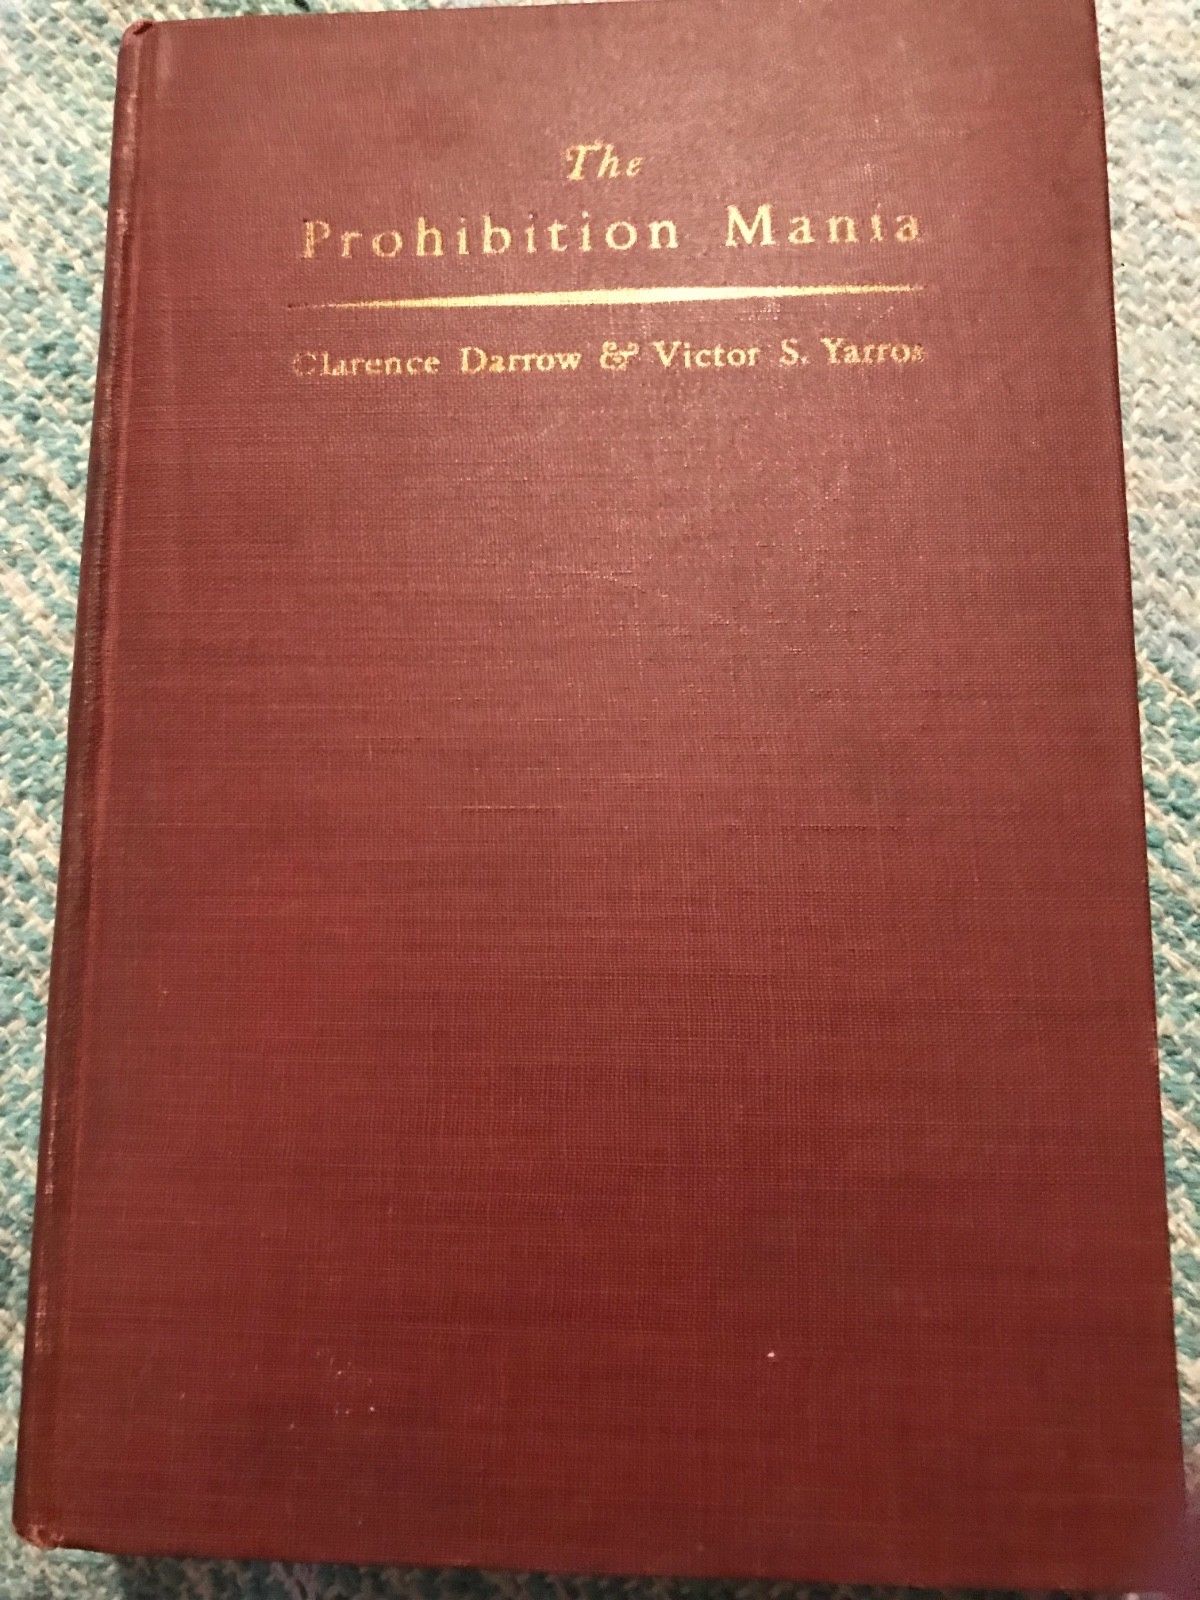 The
Prohibition Mania
Clarence Darrow & Victor S. Yarros